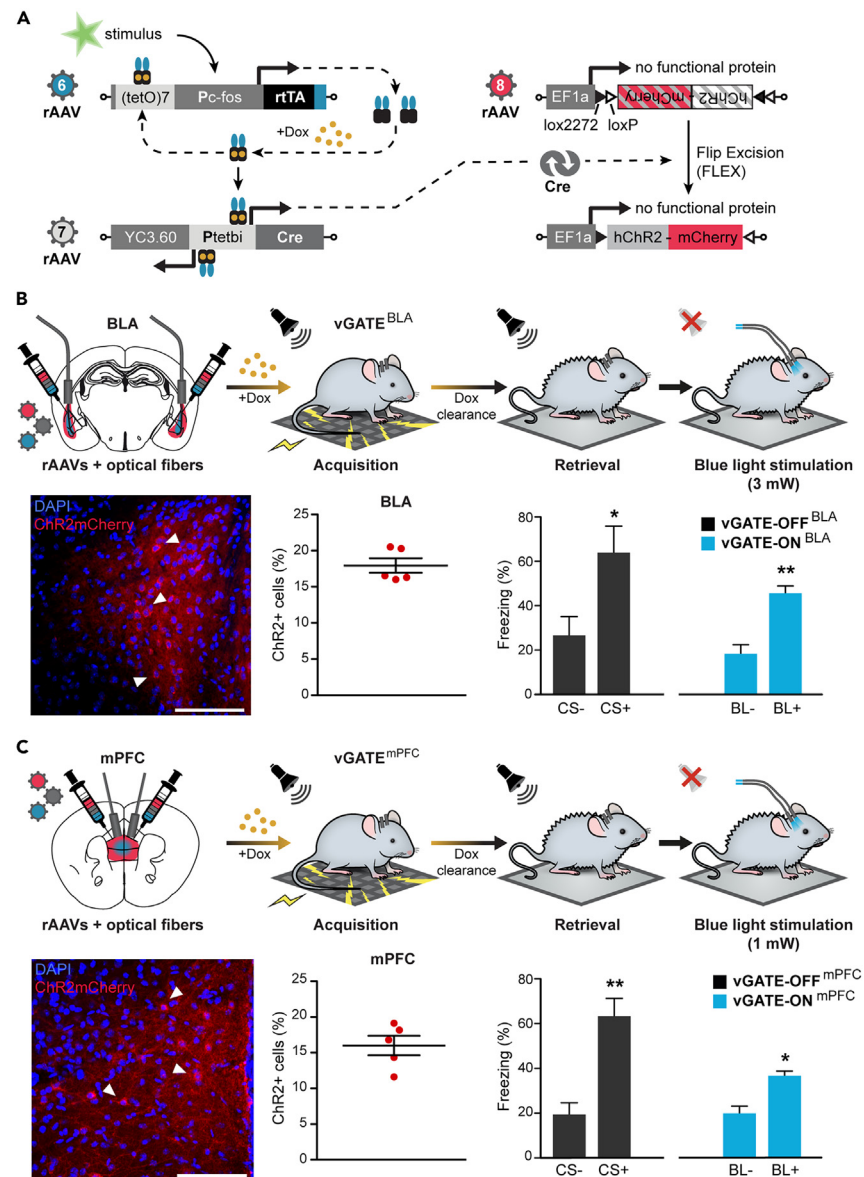 A
stimulus
6
rAAV
(tetO)7
Pc-fos
rtTA
+Dox
7
rAAV
YC3.60
Ptetbi
Cre
8
rAAV
no functional protein
EF1a
mCherry
- hChR2
lox2272
loxP
Cre
Flip Excision
(FLEX)
no functional protein
EF1a
hChR2 - mCherry
B
BLA
rAAVs + optical fibers
+Dox
vGATE BLA
Acquisition
Dox
clearance
Retrieval
Blue light stimulation
(3 mW)
DAPI
ChR2mCherry
BLA
ChR2+ cells (%)
25
20
15
10
5
0
Freezing (%)
80
60
40
20
0
*
CS-
CS+
vGATE-OFF BLA
vGATE-ON BLA
**
BL-
BL+
C
mPFC
rAAVs + optical fibers
+Dox
vGATE mPFC
Acquisition
Dox
clearance
Retrieval
Blue light stimulation
(1 mW)
DAPI
ChR2mCherry
mPFC
ChR2+ cells (%)
25
20
15
10
5
0
Freezing (%)
80
60
40
20
0
**
CS-
CS+
vGATE-OFF mPFC
vGATE-ON mPFC
*
BL-
BL+